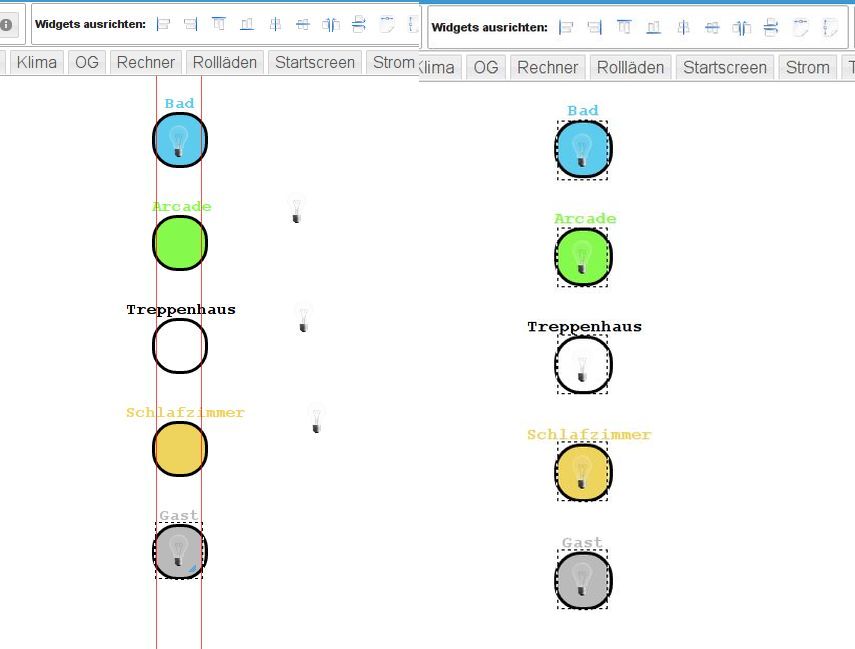 Widgets ausrichten:
Klima OG Rechner Rollläden Startscreen Strom
Bad
Arcade
Treppenhaus
Schlafzimmer
Gast
Widgets ausrichten:
Klima OG Rechner Rollläden Startscreen Strom T
Bad
Arcade
Treppenhaus
Schlafzimmer
Gast